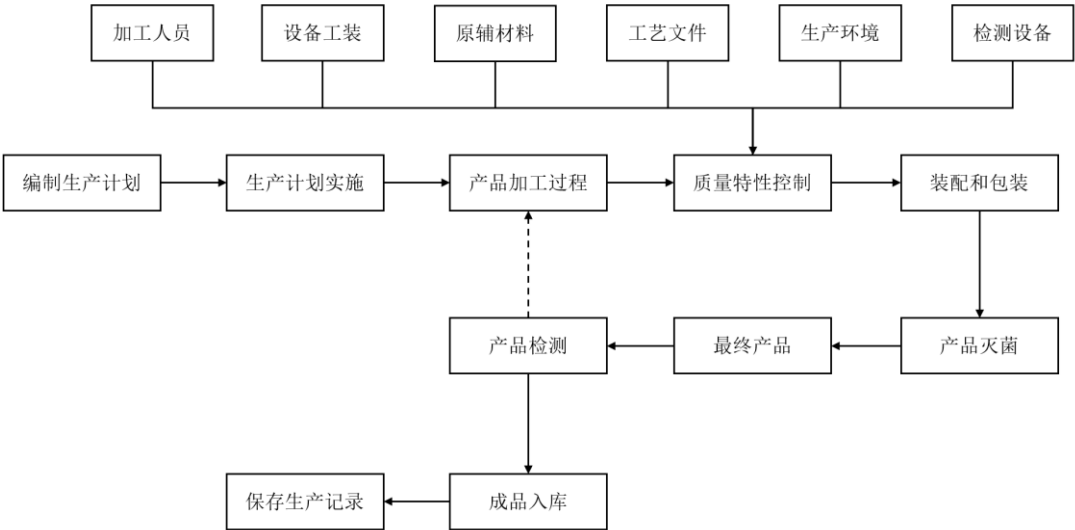 加工人员
设备工装
原辅材料
工艺文件
生产环境
检测设备
编制生产计划
生产计划实施
产品加工过程
质量特性控制
装配和包装
产品检测
最终产品
产品灭菌
保存生产记录
成品入库